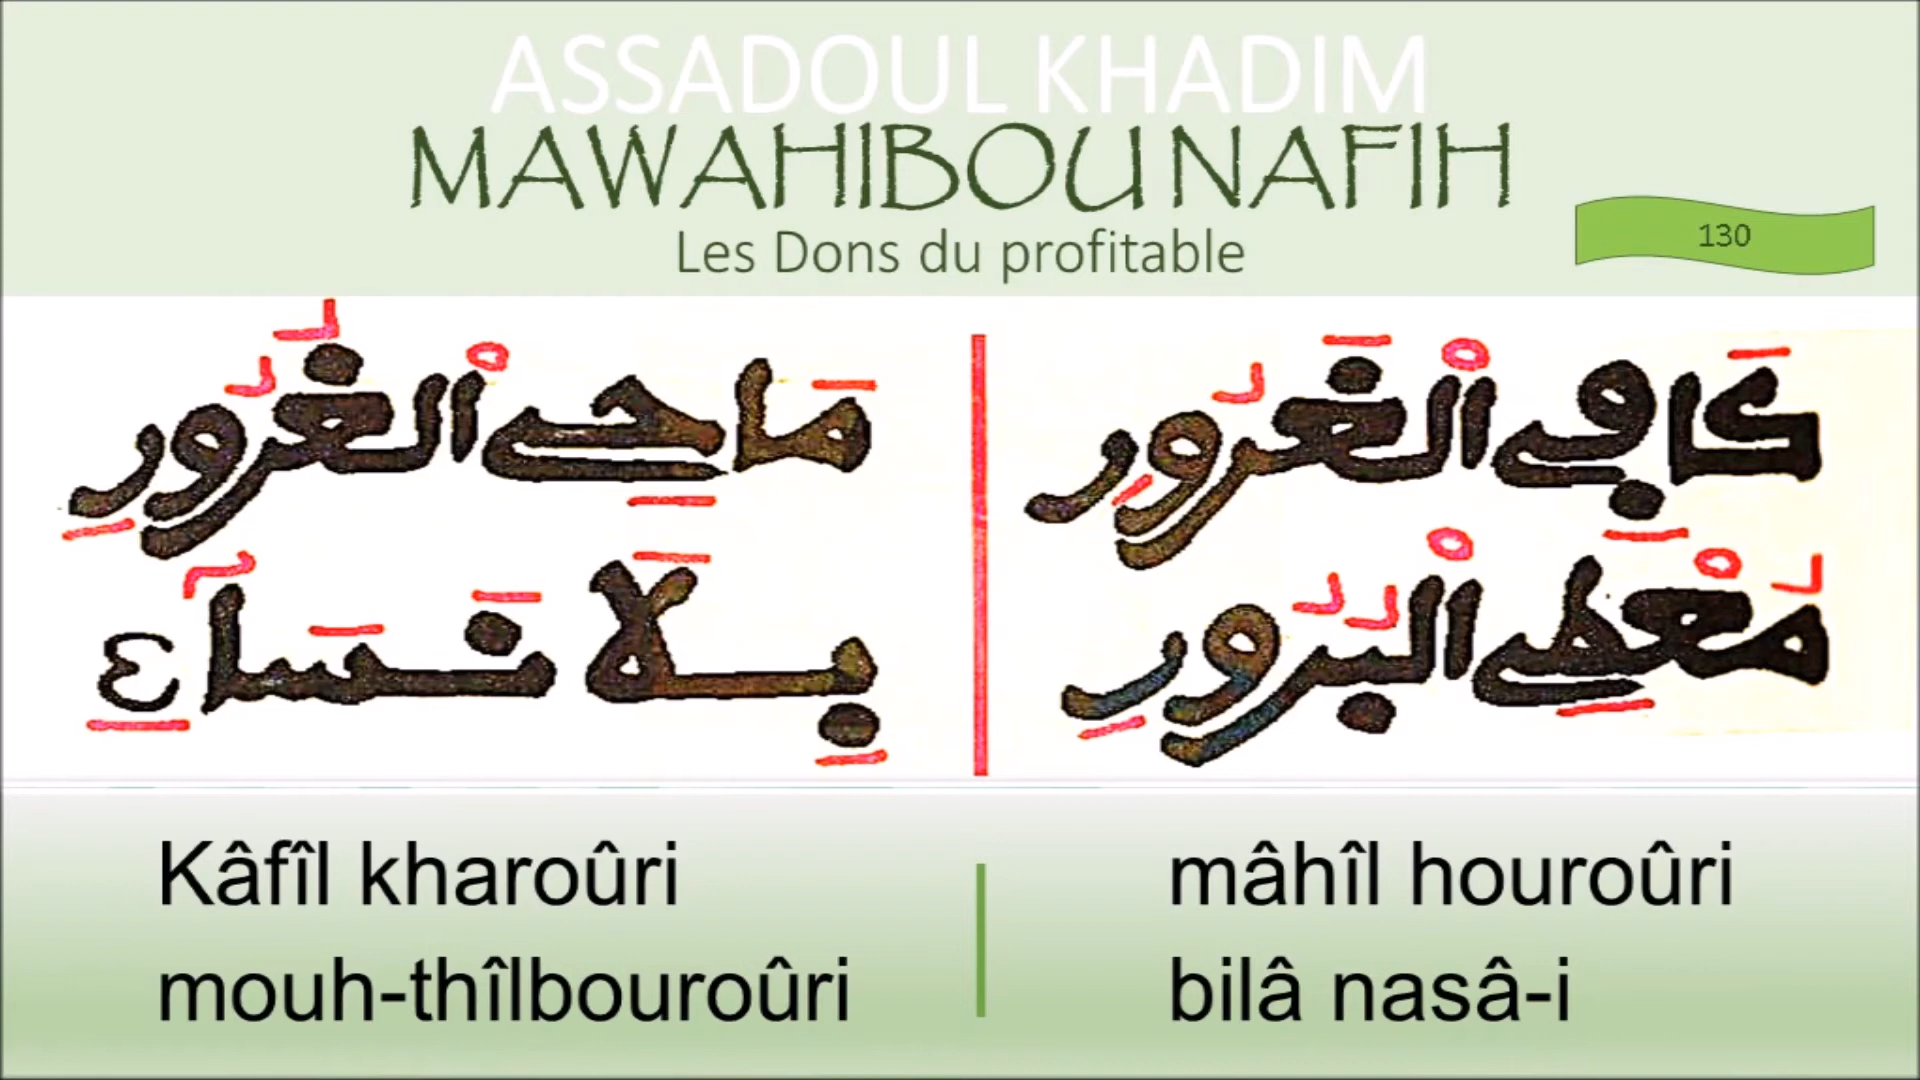 ASSADOUL KHADIM
MAWAHIBOU NAFIH
Les Dons du profitable
130
كَافِي الْغَرُورِ
مَاحِي الْغُرُورِ
مُعْطِي الْبُرُورِ
بِلَا نَسَآءِ
Kâfîl kharoûri
mâhîl houroûri
mouh-thîlbouroûri
bilâ nasâ-i